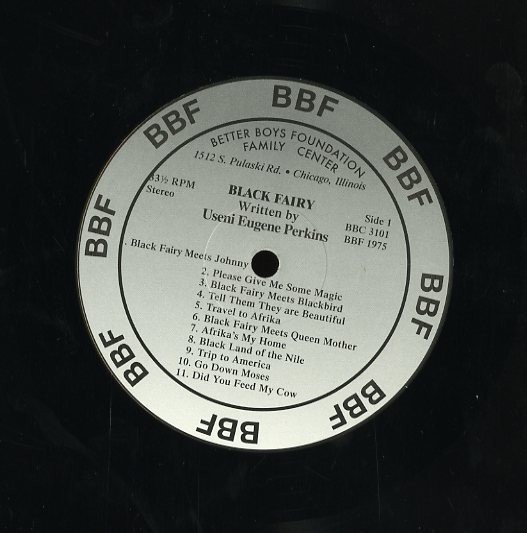 BBF
BBF
BBF
BBF
BBF
BBF
BBF
BBF
BETTER BOYS FOUNDATION
FAMILY CENTER
1512 S. Pulaski Rd. • Chicago, Illinois
33⅓ RPM
Stereo
BLACK FAIRY
Written by
Useni Eugene Perkins
Side 1
BBC 3101
BBF 1975
. Black Fairy Meets Johnny
2. Please Give Me Some Magic
3. Black Fairy Meets Blackbird
4. Tell Them They are Beautiful
5. Travel to Afrika
6. Black Fairy Meets Queen Mother
7. Afrika's My Home
8. Black Land of the Nile
9. Trip to America
10. Go Down Moses
11. Did You Feed My Cow